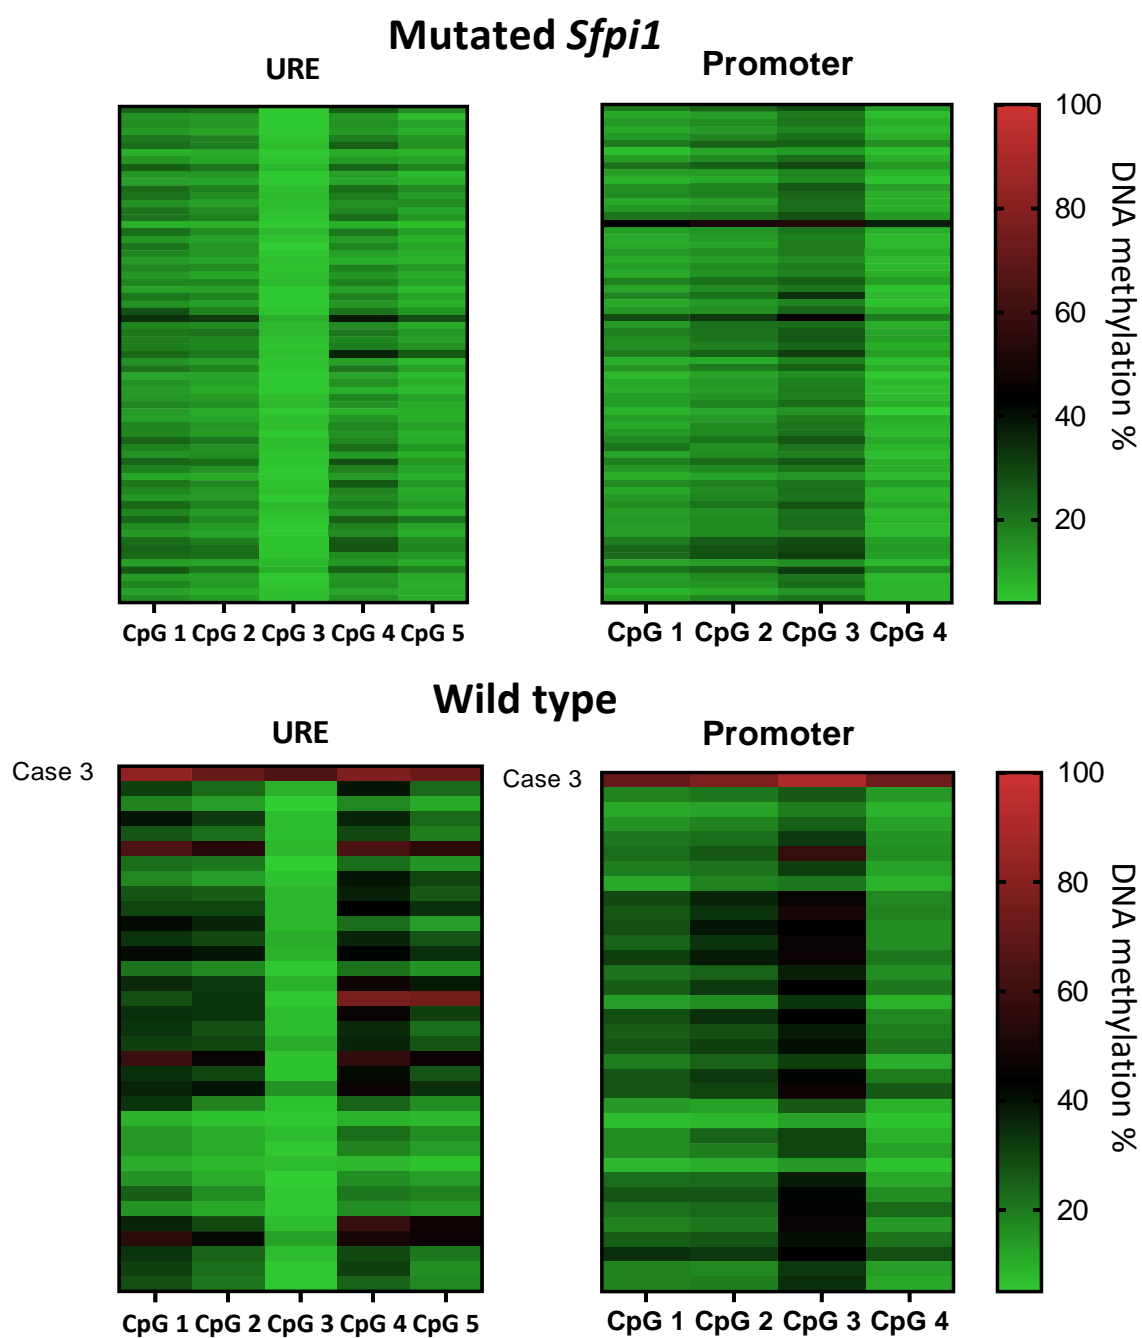 Mutated Sfpi1
URE
Promoter
100
80
60
40
20
DNA methylation %
CpG 1 CpG 2 CpG 3 CpG 4 CpG 5
CpG 1 CpG 2 CpG 3 CpG 4
Wild type
URE
Promoter
Case 3
Case 3
100
80
60
40
20
DNA methylation %
CpG 1 CpG 2 CpG 3 CpG 4 CpG 5
CpG 1 CpG 2 CpG 3 CpG 4